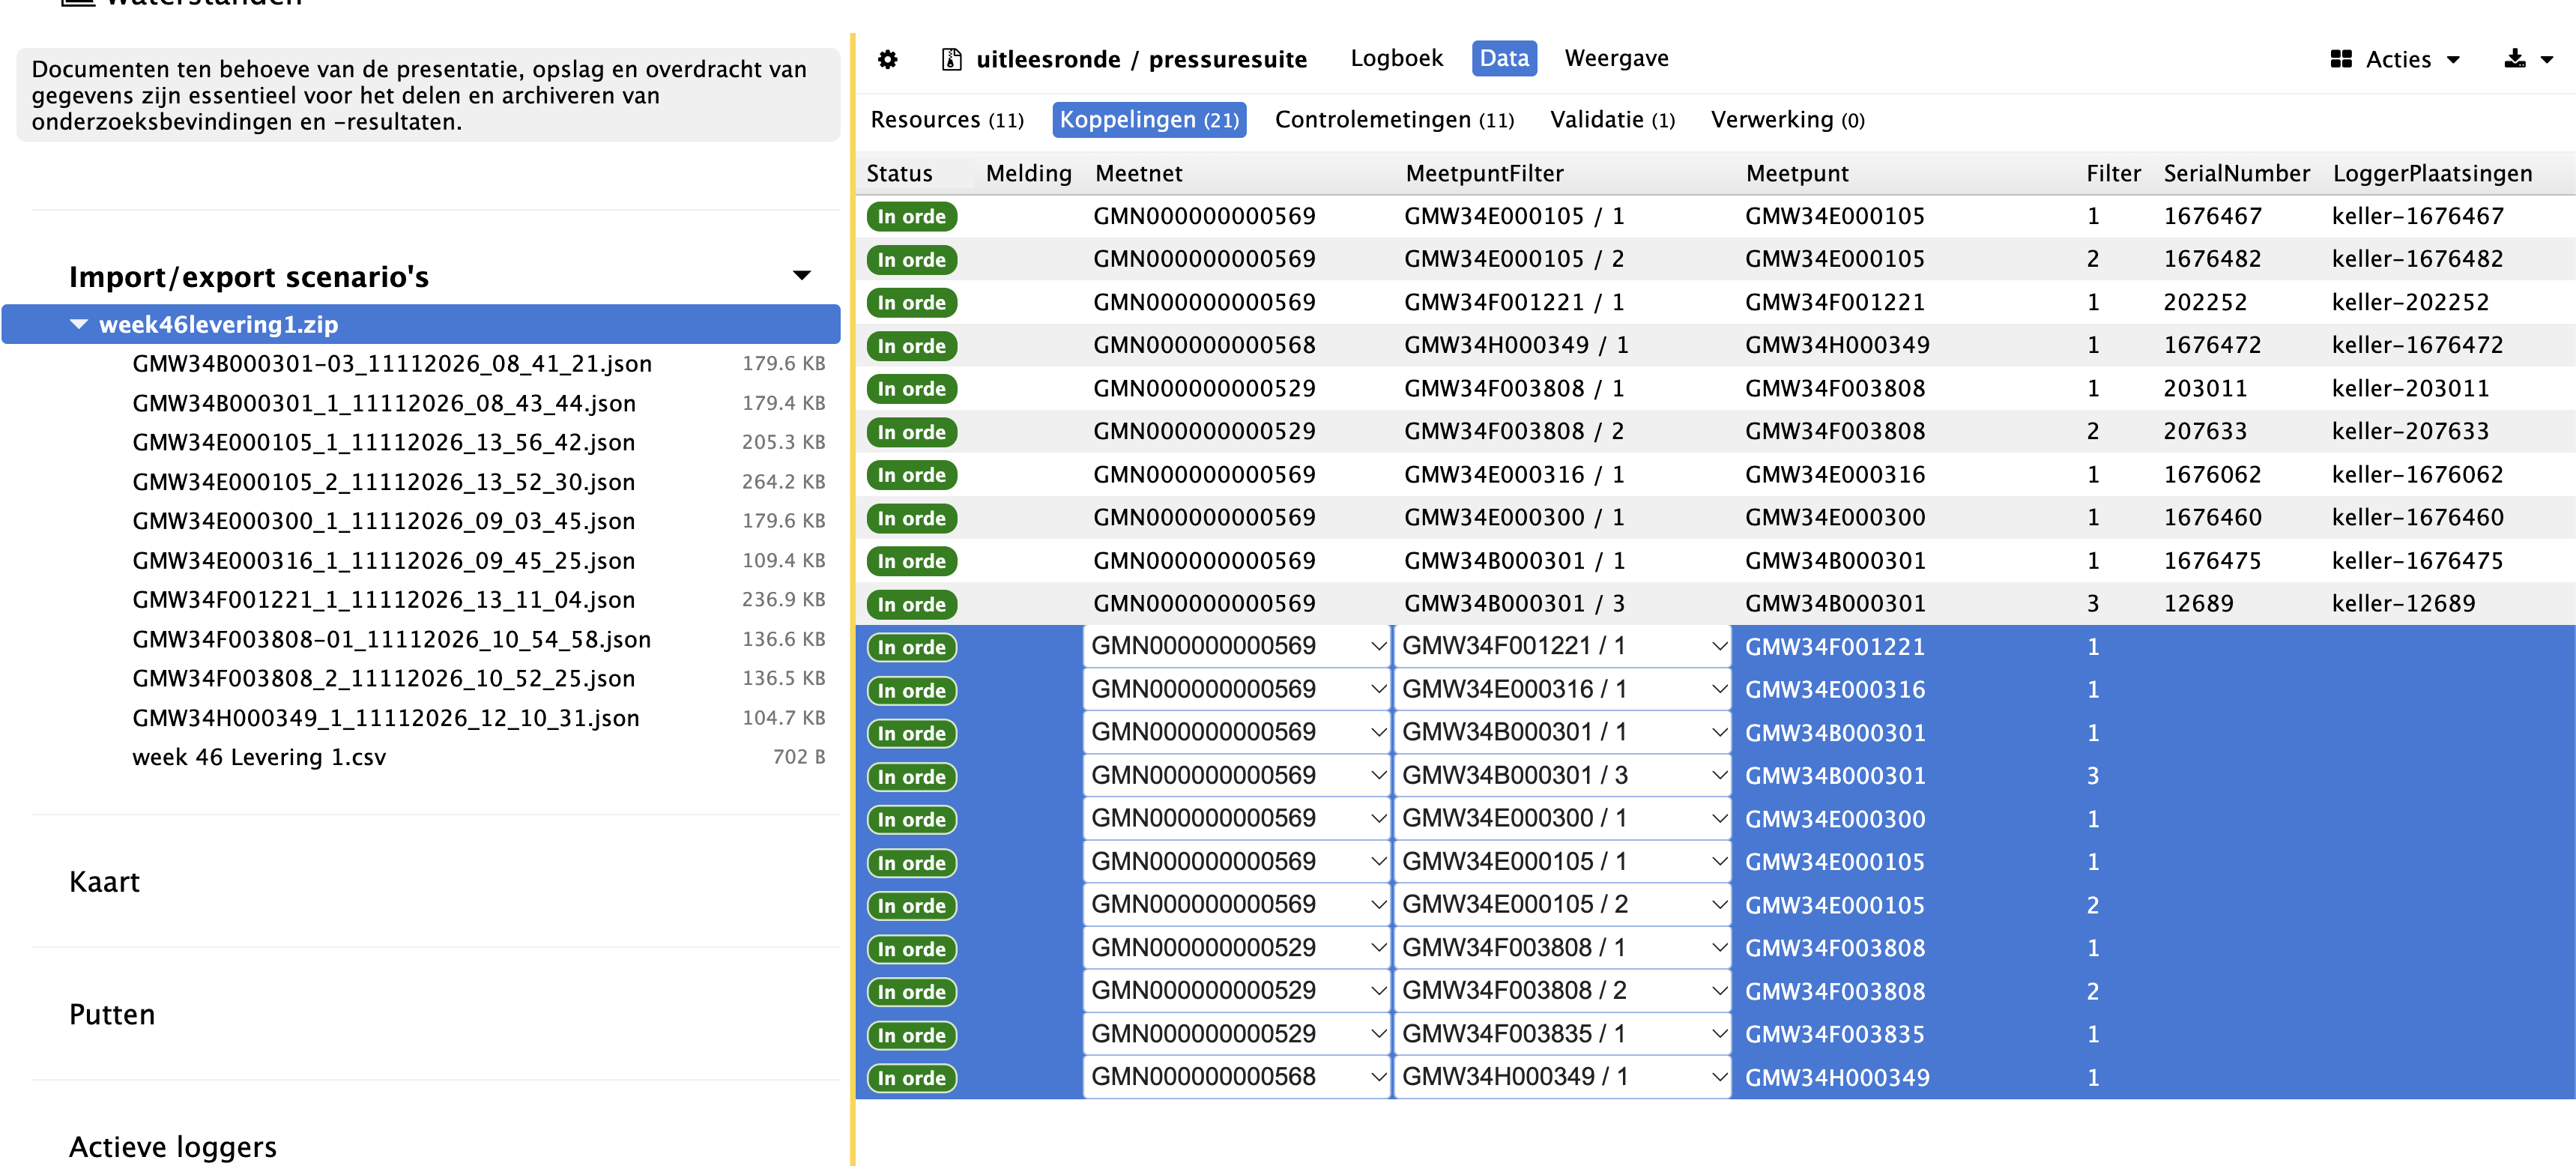 waterstanden
Documenten ten behoeve van de presentatie, opslag en overdracht van
gegevens zijn essentieel voor het delen en archiveren van
onderzoeksbevindingen en -resultaten.
Import/export scenario's
week46levering1.zip
GMW34B000301-03_11112026_08_41_21.json 179.6 KB
GMW34B000301_1_11112026_08_43_44.json 179.4 KB
GMW34E000105_1_11112026_13_56_42.json 205.3 KB
GMW34E000105_2_11112026_13_52_30.json 264.2 KB
GMW34E000300_1_11112026_09_03_45.json 179.6 KB
GMW34E000316_1_11112026_09_45_25.json 109.4 KB
GMW34F001221_1_11112026_13_11_04.json 236.9 KB
GMW34F003808-01_11112026_10_54_58.json 136.6 KB
GMW34F003808_2_11112026_10_52_25.json 136.5 KB
GMW34H000349_1_11112026_12_10_31.json 104.7 KB
week 46 Levering 1.csv 702 B
Kaart
Putten
Actieve loggers
uitleesronde / pressuresuite Logboek Data Weergave Acties
Resources (11) Koppelingen (21) Controlemetingen (11) Validatie (1) Verwerking (0)
Status Melding Meetnet MeetpuntFilter Meetpunt Filter SerialNumber LoggerPlaatsingen
In orde GMN000000000569 GMW34E000105 / 1 GMW34E000105 1 1676467 keller-1676467
In orde GMN000000000569 GMW34E000105 / 2 GMW34E000105 2 1676482 keller-1676482
In orde GMN000000000569 GMW34F001221 / 1 GMW34F001221 1 202252 keller-202252
In orde GMN000000000568 GMW34H000349 / 1 GMW34H000349 1 1676472 keller-1676472
In orde GMN000000000529 GMW34F003808 / 1 GMW34F003808 1 203011 keller-203011
In orde GMN000000000529 GMW34F003808 / 2 GMW34F003808 2 207633 keller-207633
In orde GMN000000000569 GMW34E000316 / 1 GMW34E000316 1 1676062 keller-1676062
In orde GMN000000000569 GMW34E000300 / 1 GMW34E000300 1 1676460 keller-1676460
In orde GMN000000000569 GMW34B000301 / 1 GMW34B000301 1 1676475 keller-1676475
In orde GMN000000000569 GMW34B000301 / 3 GMW34B000301 3 12689 keller-12689
In orde GMN000000000569 GMW34F001221 / 1 GMW34F001221 1
In orde GMN000000000569 GMW34E000316 / 1 GMW34E000316 1
In orde GMN000000000569 GMW34B000301 / 1 GMW34B000301 1
In orde GMN000000000569 GMW34B000301 / 3 GMW34B000301 3
In orde GMN000000000569 GMW34E000300 / 1 GMW34E000300 1
In orde GMN000000000569 GMW34E000105 / 1 GMW34E000105 1
In orde GMN000000000569 GMW34E000105 / 2 GMW34E000105 2
In orde GMN000000000529 GMW34F003808 / 1 GMW34F003808 1
In orde GMN000000000529 GMW34F003808 / 2 GMW34F003808 2
In orde GMN000000000529 GMW34F003835 / 1 GMW34F003835 1
In orde GMN000000000568 GMW34H000349 / 1 GMW34H000349 1